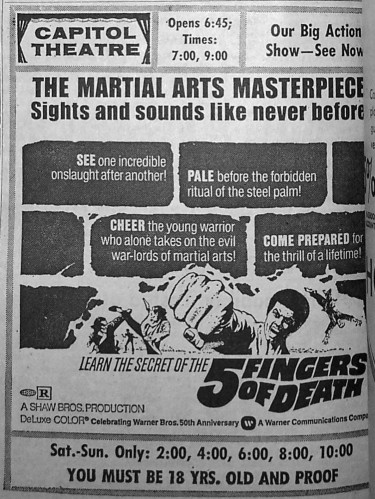 CAPITOL
THEATRE
Opens 6:45;
Times:
7:00, 9:00
Our Big Action
Show—See Now
THE MARTIAL ARTS MASTERPIECE
Sights and sounds like never before
SEE one incredible
onslaught after another!
PALE before the forbidden
ritual of the steel palm!
CHEER the young warrior
who alone takes on the evil
war-lords of martial arts!
COME PREPARED for
the thrill of a lifetime!
LEARN THE SECRET OF THE
5 FINGERS
OF DEATH
R
A SHAW BROS. PRODUCTION
DeLuxe COLOR® Celebrating Warner Bros. 50th Anniversary A Warner Communications
Sat.-Sun. Only: 2:00, 4:00, 6:00, 8:00, 10:00
YOU MUST BE 18 YRS. OLD AND PROOF